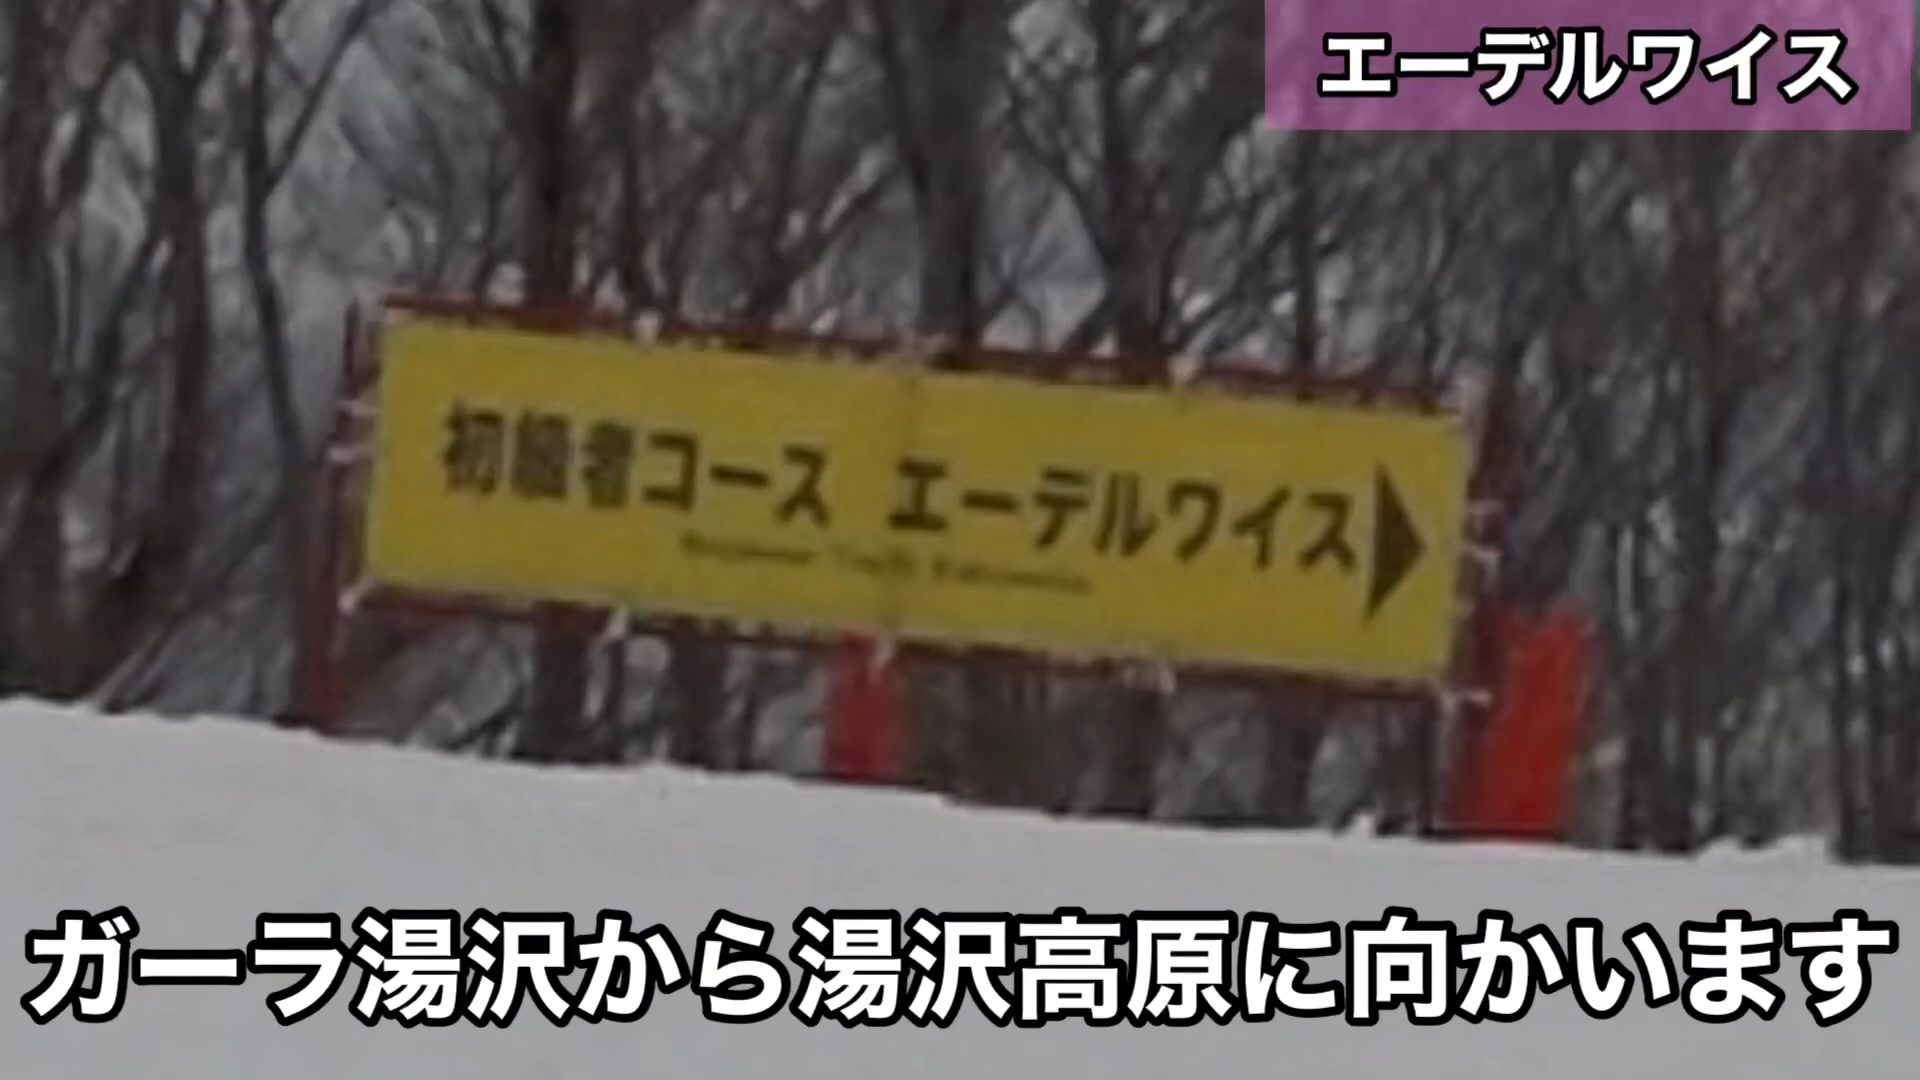 エーデルワイス
初級者コース エーデルワイス
ガーラ湯沢から湯沢高原に向かいます